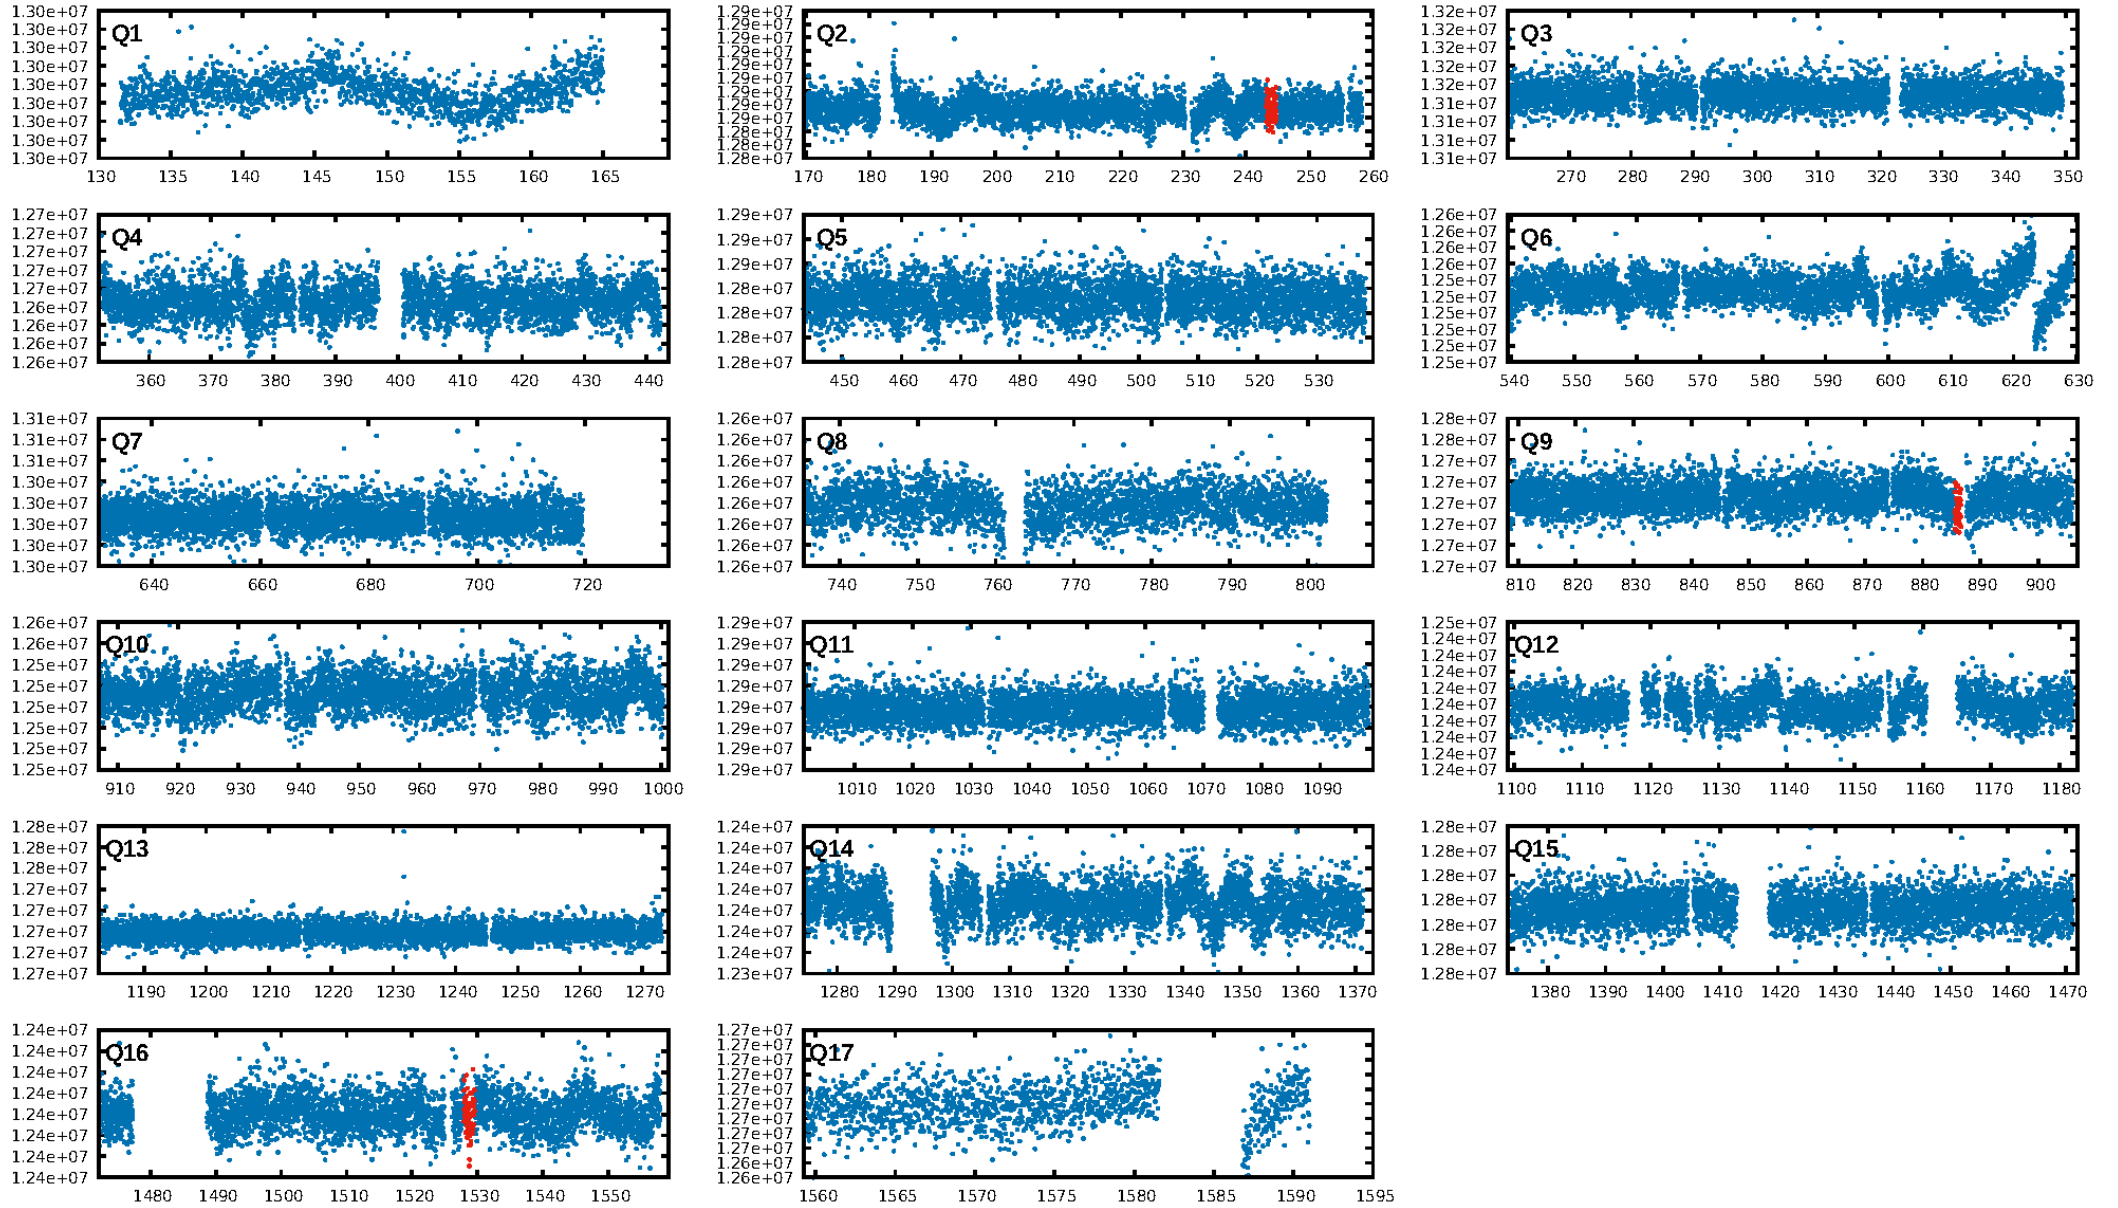 1.30e+07
1.30e+07
1.30e+07
1.30e+07
1.30e+07
1.30e+07
1.30e+07
1.30e+07
1.30e+07
Q1
130 135 140 145 150 155 160 165
1.29e+07
1.29e+07
1.29e+07
1.29e+07
1.29e+07
1.29e+07
1.29e+07
1.29e+07
1.29e+07
1.28e+07
1.28e+07
1.28e+07
Q2
170 180 190 200 210 220 230 240 250 260
1.32e+07
1.32e+07
1.32e+07
1.32e+07
1.31e+07
1.31e+07
1.31e+07
1.31e+07
1.31e+07
Q3
270 280 290 300 310 320 330 340 350
1.27e+07
1.27e+07
1.27e+07
1.27e+07
1.27e+07
1.26e+07
1.26e+07
1.26e+07
1.26e+07
Q4
360 370 380 390 400 410 420 430 440
1.29e+07
1.29e+07
1.29e+07
1.28e+07
1.28e+07
1.28e+07
1.28e+07
Q5
450 460 470 480 490 500 510 520 530
1.26e+07
1.26e+07
1.26e+07
1.26e+07
1.25e+07
1.25e+07
1.25e+07
1.25e+07
1.25e+07
1.25e+07
Q6
540 550 560 570 580 590 600 610 620 630
1.31e+07
1.31e+07
1.31e+07
1.30e+07
1.30e+07
1.30e+07
1.30e+07
1.30e+07
Q7
640 660 680 700 720
1.26e+07
1.26e+07
1.26e+07
1.26e+07
1.26e+07
1.26e+07
1.26e+07
1.26e+07
Q8
740 750 760 770 780 790 800
1.28e+07
1.28e+07
1.27e+07
1.27e+07
1.27e+07
1.27e+07
1.27e+07
1.27e+07
Q9
810 820 830 840 850 860 870 880 890 900
1.26e+07
1.26e+07
1.25e+07
1.25e+07
1.25e+07
1.25e+07
1.25e+07
1.25e+07
Q10
910 920 930 940 950 960 970 980 990 1000
1.29e+07
1.29e+07
1.29e+07
1.29e+07
1.29e+07
1.29e+07
1.29e+07
1.29e+07
Q11
1010 1020 1030 1040 1050 1060 1070 1080 1090
1.25e+07
1.24e+07
1.24e+07
1.24e+07
1.24e+07
1.24e+07
1.24e+07
1.24e+07
1.24e+07
1.24e+07
Q12
1100 1110 1120 1130 1140 1150 1160 1170 1180
1.28e+07
1.28e+07
1.28e+07
1.27e+07
1.27e+07
1.27e+07
1.27e+07
1.27e+07
Q13
1190 1200 1210 1220 1230 1240 1250 1260 1270
1.24e+07
1.24e+07
1.24e+07
1.24e+07
1.24e+07
1.24e+07
1.24e+07
1.23e+07
Q14
1280 1290 1300 1310 1320 1330 1340 1350 1360 1370
1.28e+07
1.28e+07
1.28e+07
1.28e+07
1.28e+07
1.28e+07
1.28e+07
Q15
1380 1390 1400 1410 1420 1430 1440 1450 1460 1470
1.24e+07
1.24e+07
1.24e+07
1.24e+07
1.24e+07
1.24e+07
1.24e+07
1.24e+07
Q16
1480 1490 1500 1510 1520 1530 1540 1550
1.27e+07
1.27e+07
1.27e+07
1.27e+07
1.27e+07
1.27e+07
1.27e+07
1.27e+07
1.27e+07
1.26e+07
1.26e+07
Q17
1560 1565 1570 1575 1580 1585 1590 1595